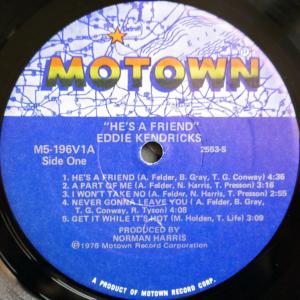 Detroit
MOTOWN
"HE'S A FRIEND"
EDDIE KENDRICKS
M5-196V1A
2553-S
Side One
1. HE'S A FRIEND (A. Felder, B. Gray, T. G. Conway) 4:36
2. A PART OF ME (A. Felder, N. Harris, T. Presson) 3:16
3. I WON'T TAKE NO (A. Felder, N. Harris, T. Presson) 2:55
4. NEVER GONNA LEAVE YOU (A. Felder, B. Gray,
T. G. Conway, R. Tyson) 4:03
5. GET IT WHILE IT'S HOT (M. Holden, T. Life) 3:09
PRODUCED BY
NORMAN HARRIS
©1976 Motown Record Corporation
A PRODUCT OF MOTOWN RECORD CORP.